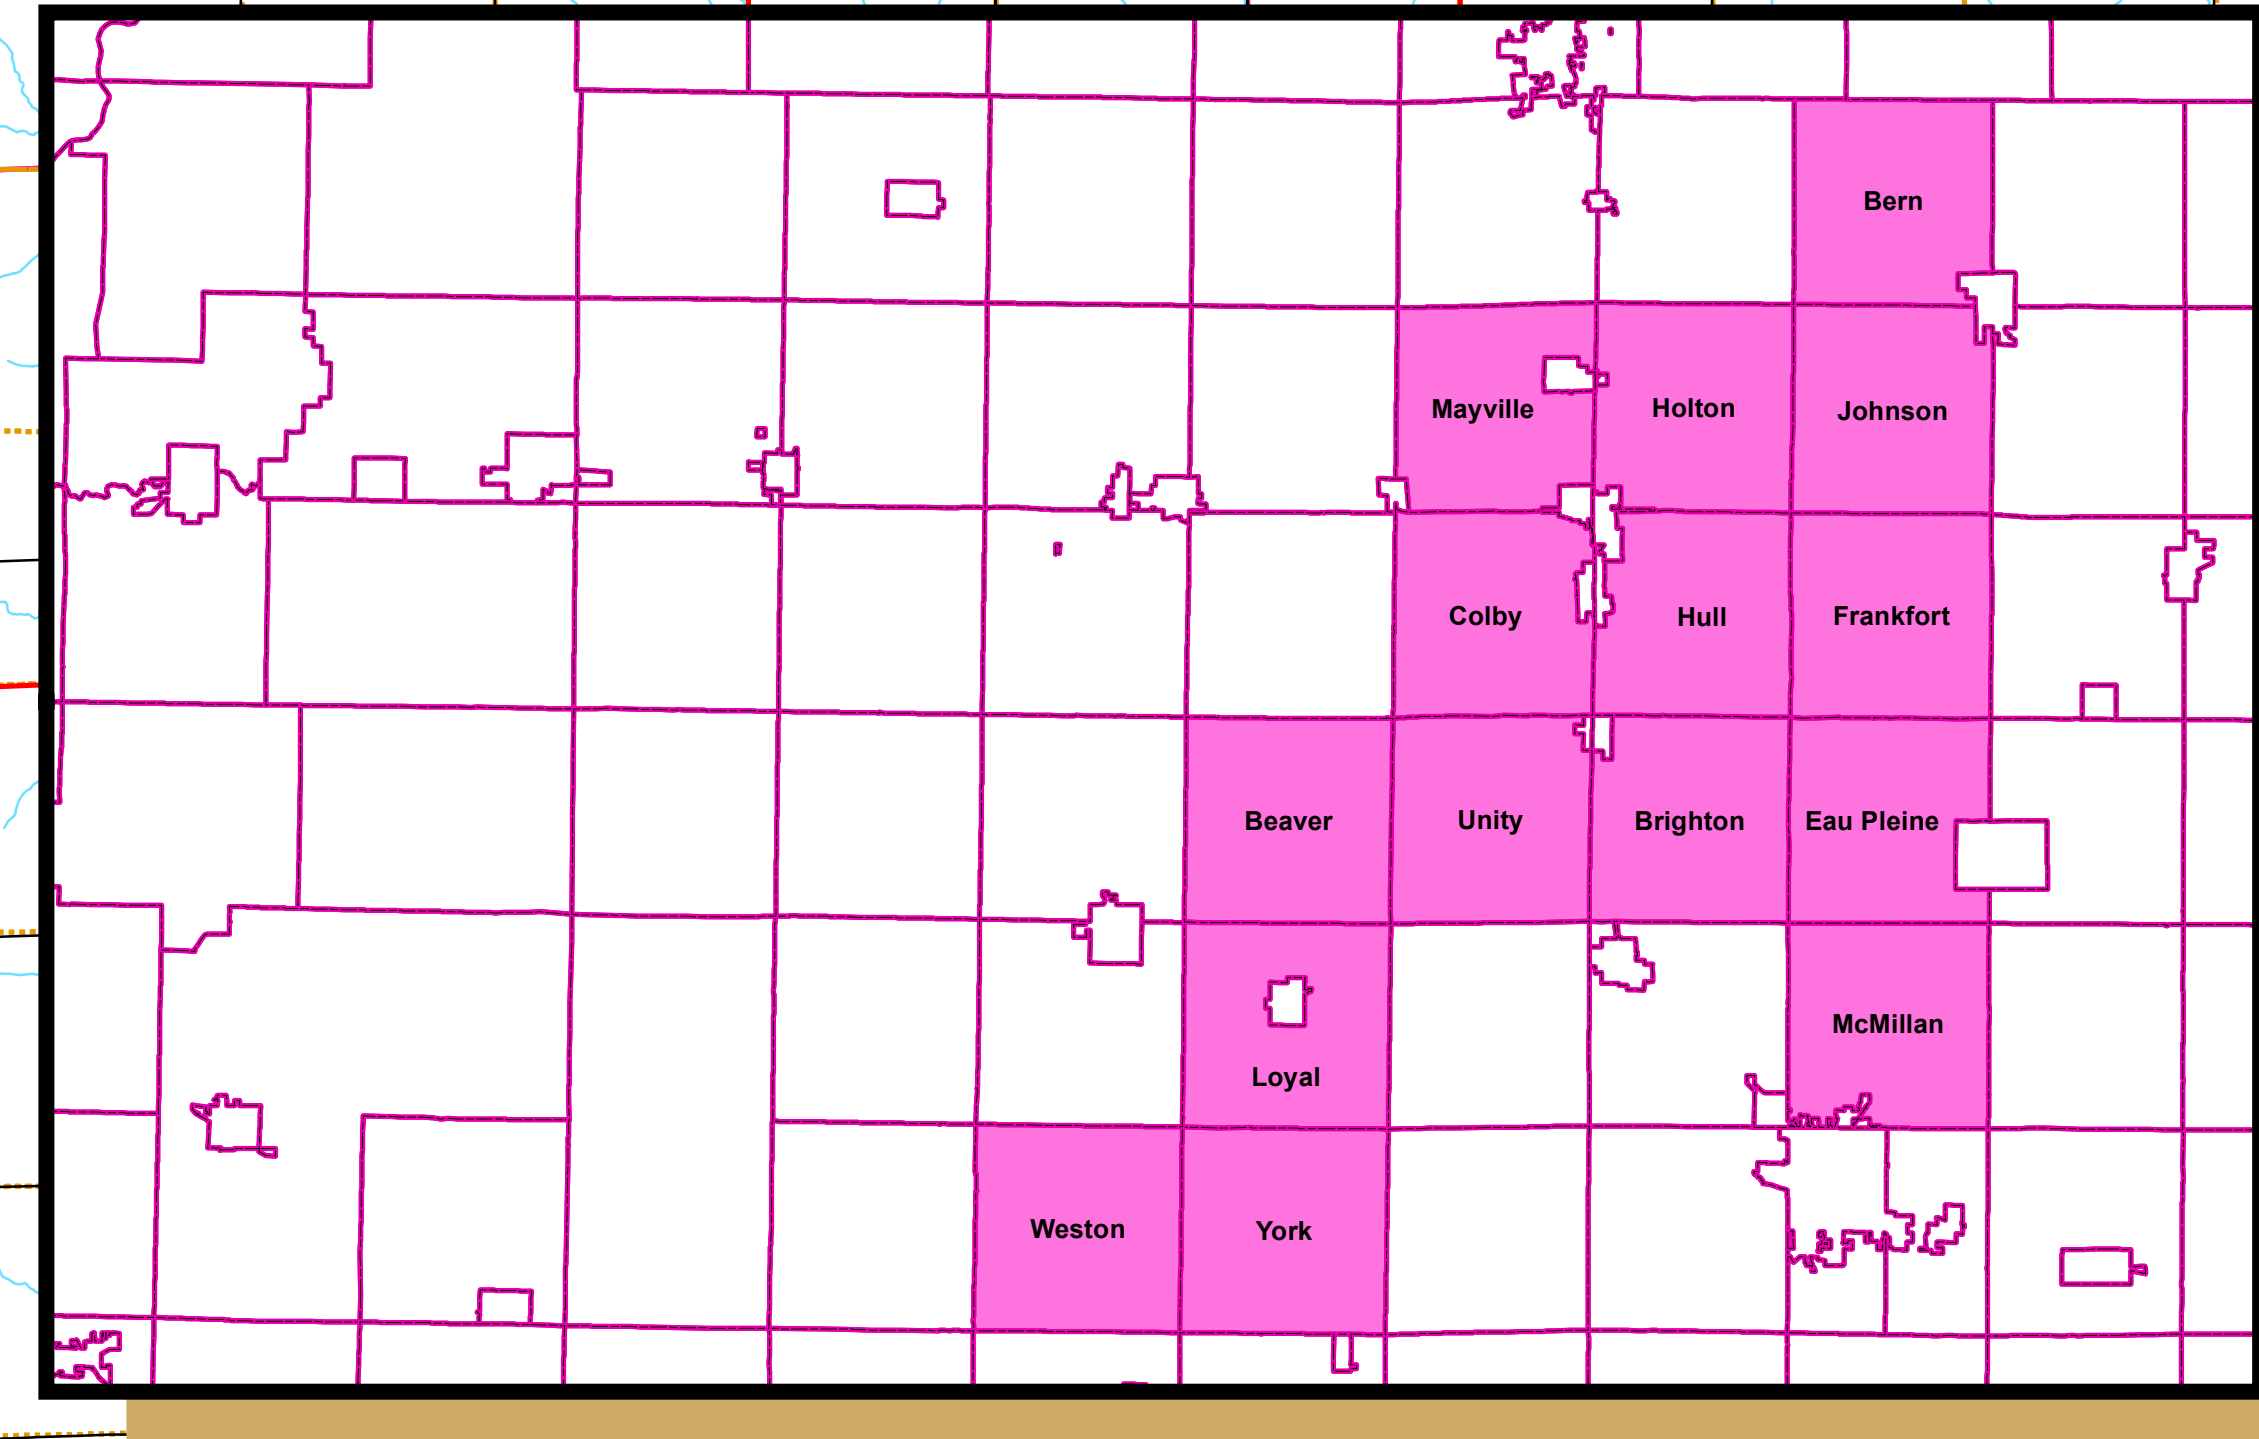 Bern
Mayville
Holton
Johnson
Colby
Hull
Frankfort
Beaver
Unity
Brighton
Eau Pleine
McMillan
Loyal
Weston
York